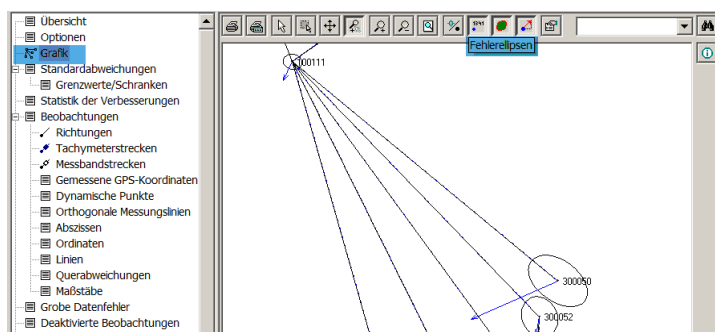 Übersicht
Optionen
Grafik
Standardabweichungen
Grenzwerte/Schranken
Statistik der Verbesserungen
Beobachtungen
Richtungen
Tachymeterstrecken
Messbandstrecken
Gemessene GPS-Koordinaten
Dynamische Punkte
Orthogonale Messungslinien
Abszissen
Ordinaten
Linien
Querabweichungen
Maßstäbe
Grobe Datenfehler
Deaktivierte Beobachtungen
Fehlerellipsen
100111
300050
300052